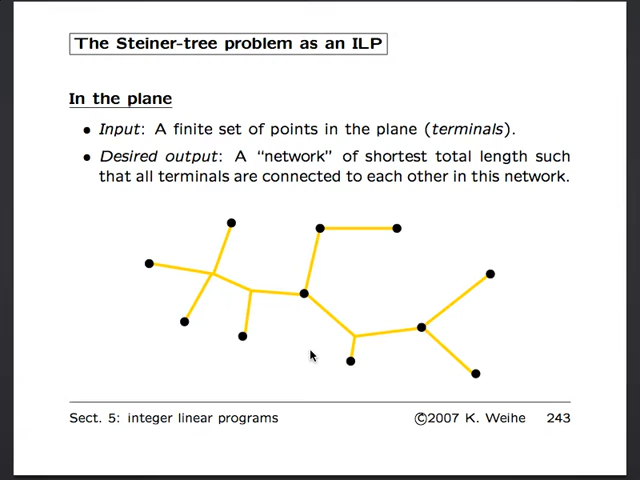 The Steiner-tree problem as an ILP
In the plane
• Input: A finite set of points in the plane (terminals).
• Desired output: A “network” of shortest total length such
that all terminals are connected to each other in this network.
Sect. 5: integer linear programs
©2007 K. Weihe 243